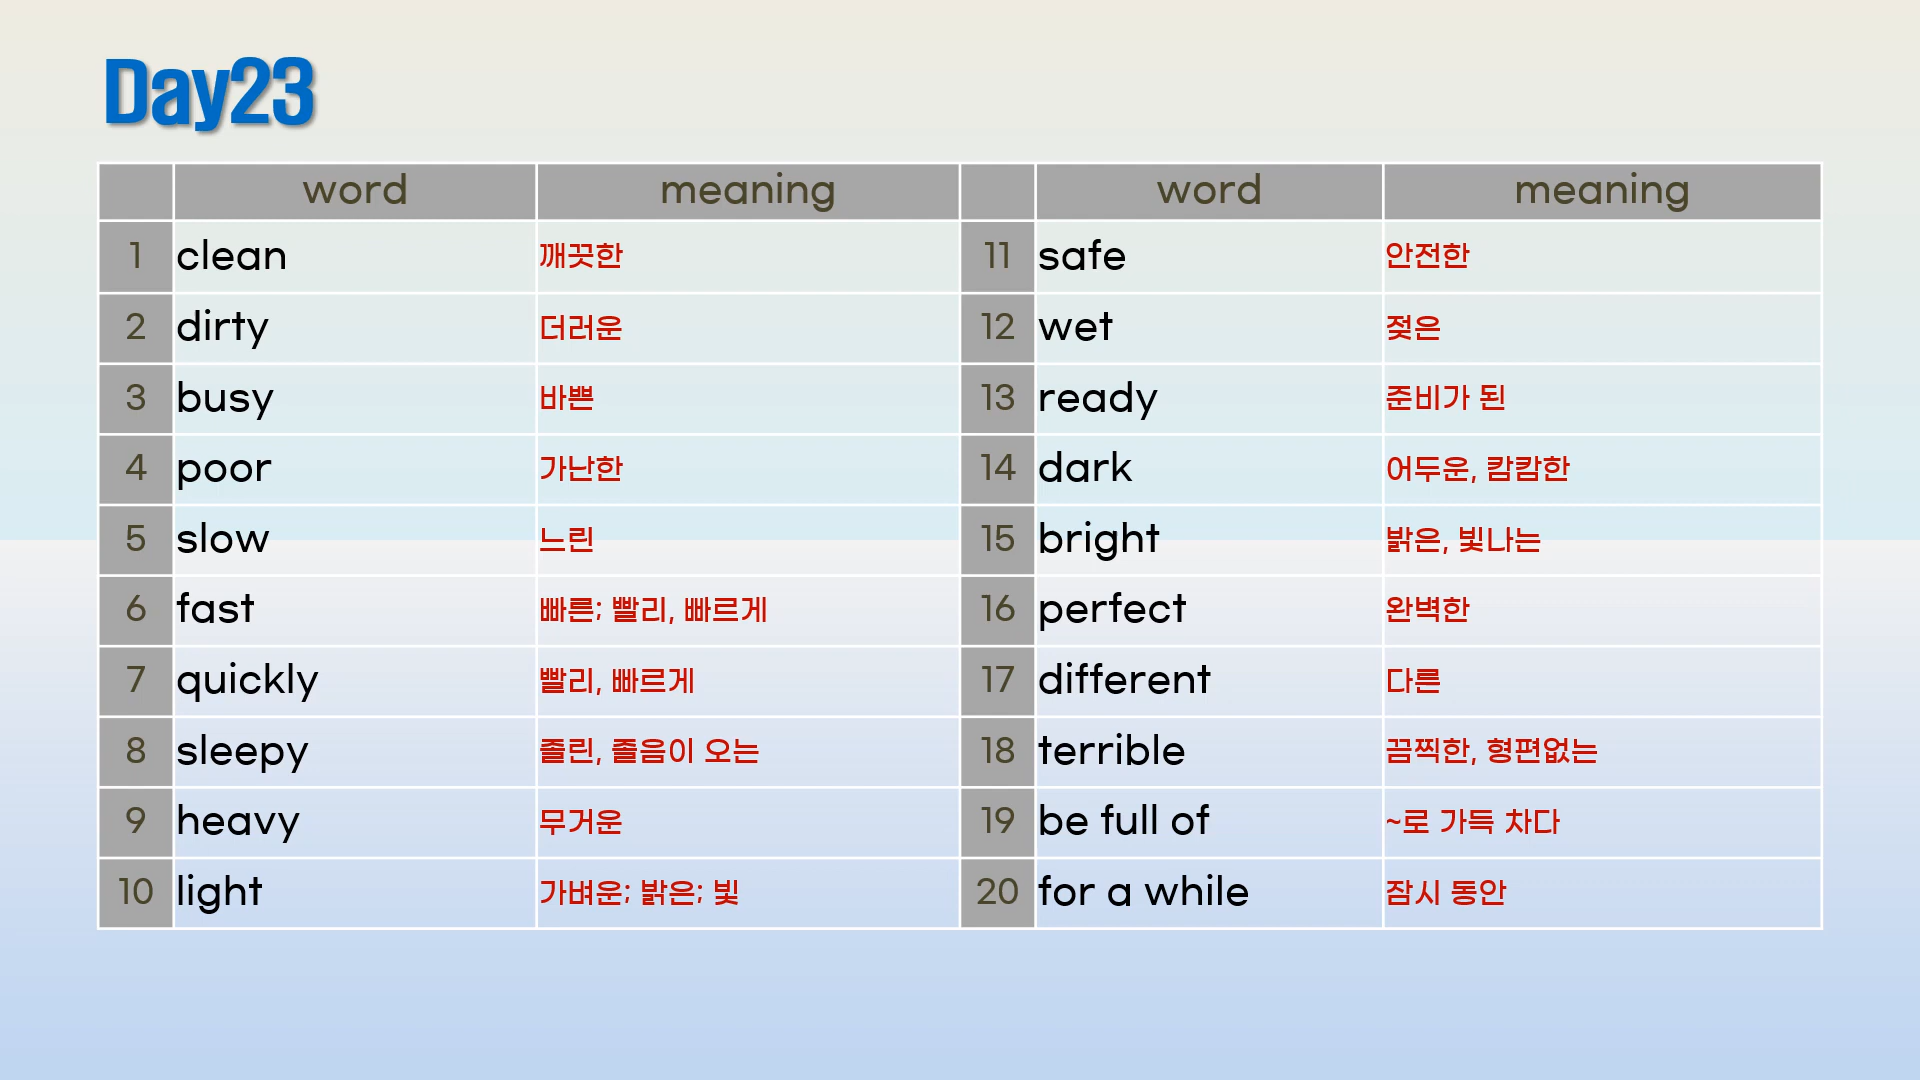 Day23
word meaning word meaning
1 clean 깨끗한 11 safe 안전한
2 dirty 더러운 12 wet 젖은
3 busy 바쁜 13 ready 준비가 된
4 poor 가난한 14 dark 어두운, 캄캄한
5 slow 느린 15 bright 밝은, 빛나는
6 fast 빠른; 빨리, 빠르게 16 perfect 완벽한
7 quickly 빨리, 빠르게 17 different 다른
8 sleepy 졸린, 졸음이 오는 18 terrible 끔찍한, 형편없는
9 heavy 무거운 19 be full of ~로 가득 차다
10 light 가벼운; 밝은; 빛 20 for a while 잠시 동안